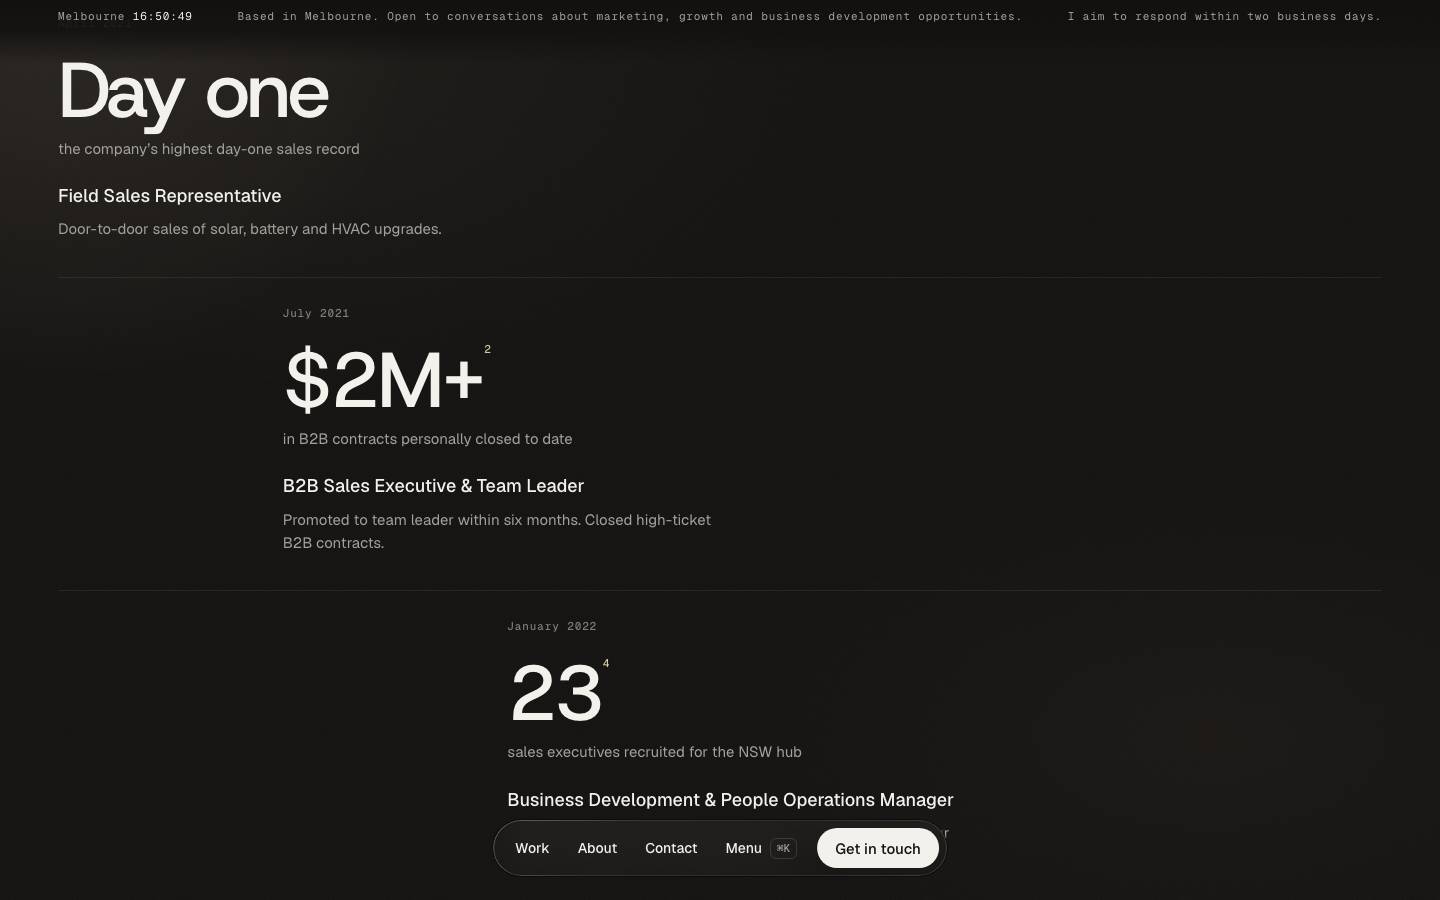 Melbourne 16:50:49 Based in Melbourne. Open to conversations about marketing, growth and business development opportunities. I aim to respond within two business days.
Day one
the company's highest day-one sales record
Field Sales Representative
Door-to-door sales of solar, battery and HVAC upgrades.
July 2021
$2M+ 2
in B2B contracts personally closed to date
B2B Sales Executive & Team Leader
Promoted to team leader within six months. Closed high-ticket
B2B contracts.
January 2022
23 4
sales executives recruited for the NSW hub
Business Development & People Operations Manager
Work About Contact Menu ⌘K Get in touch